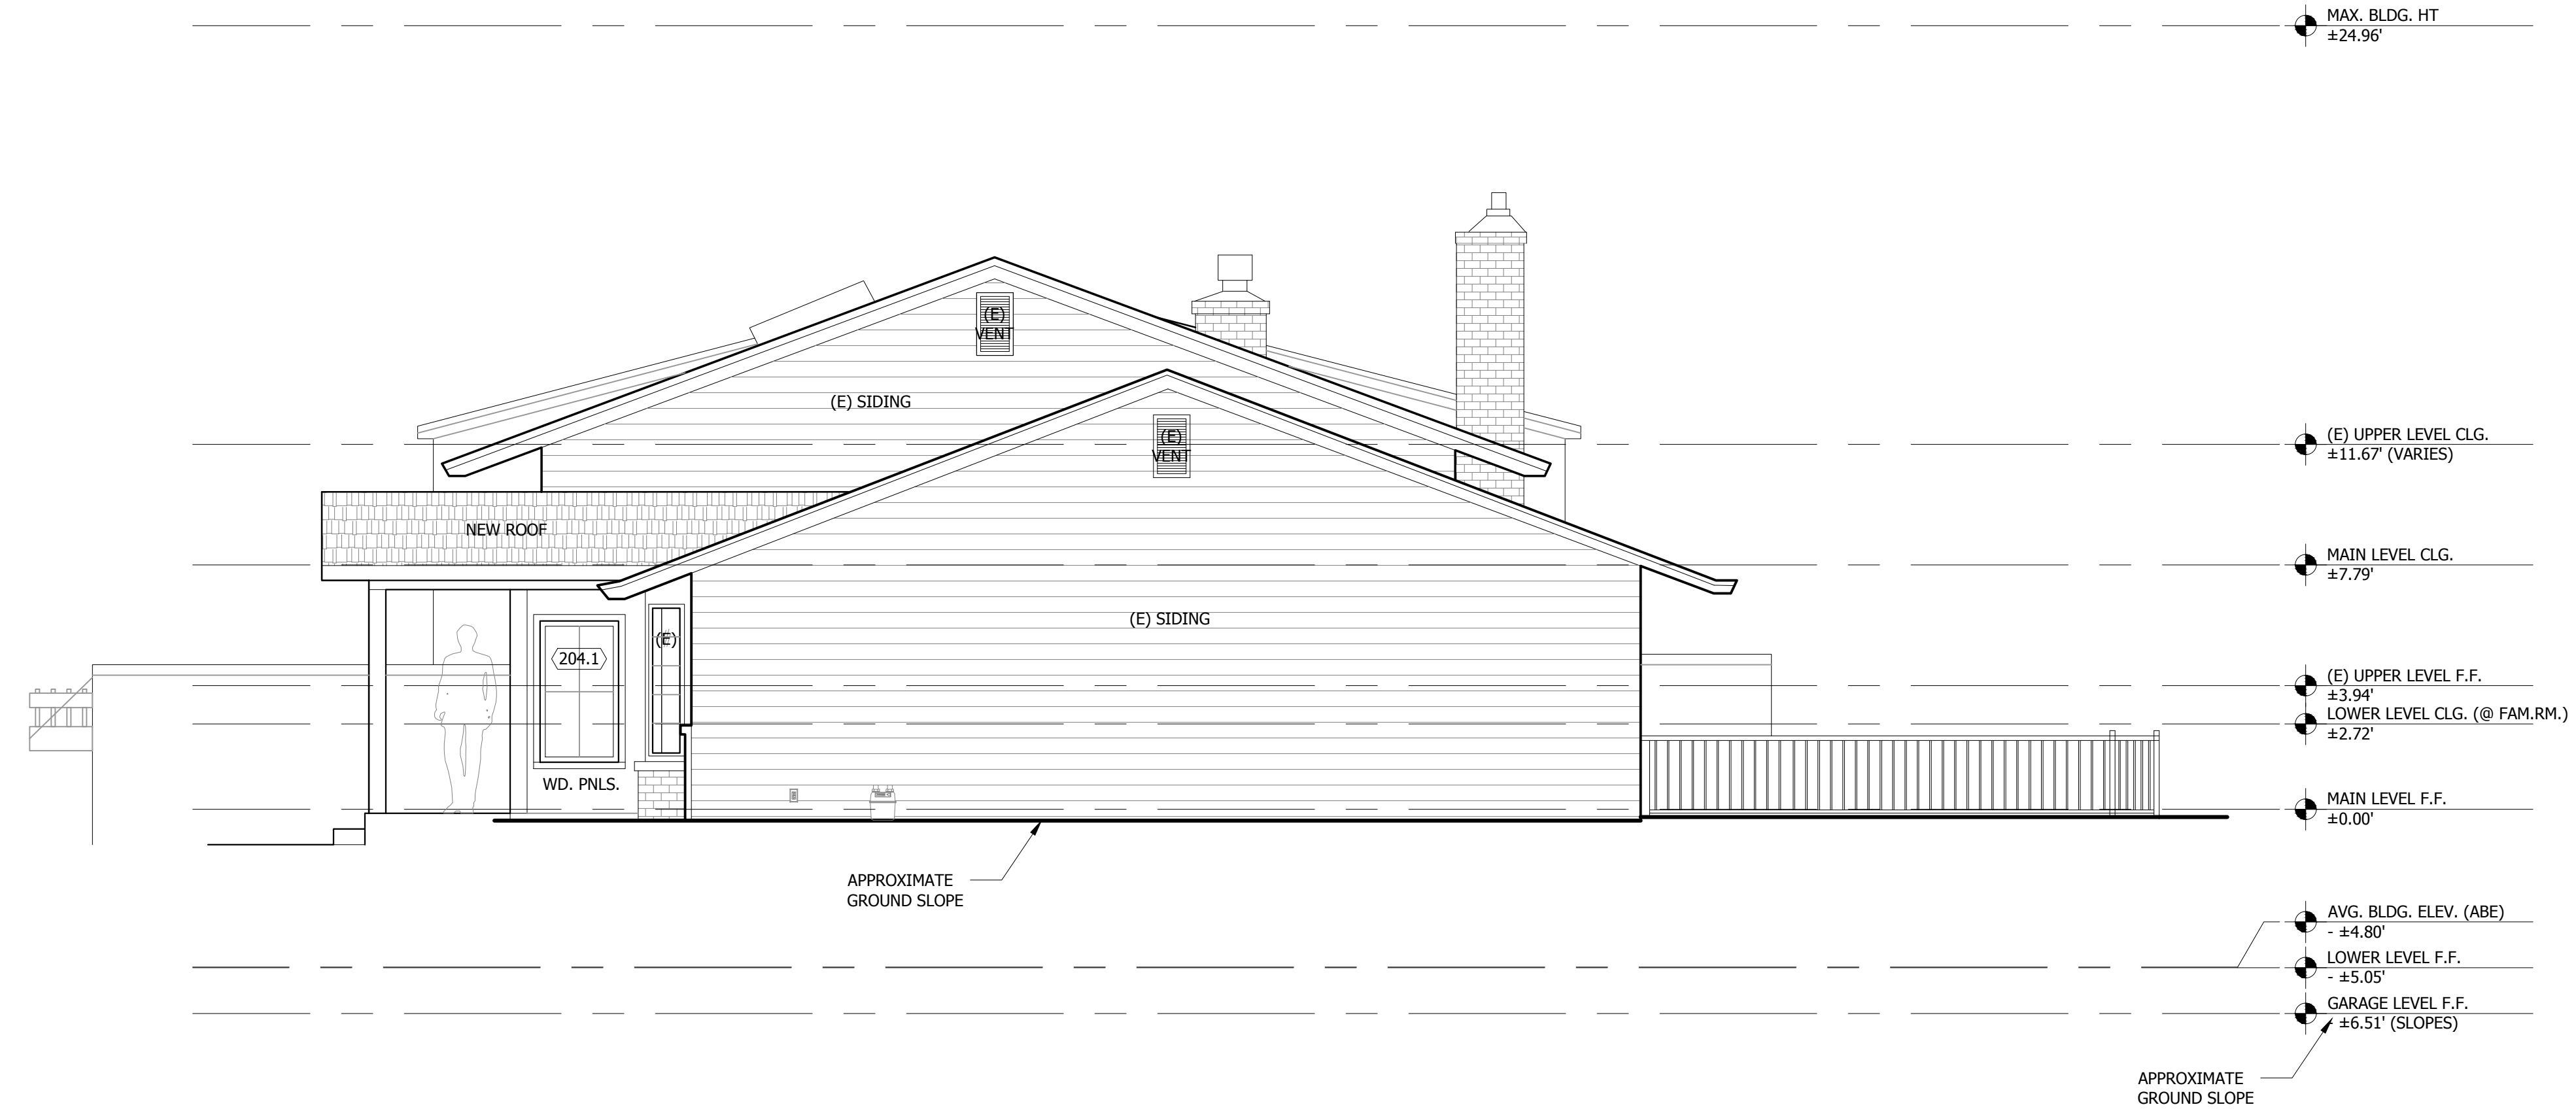 MAX. BLDG. HT
±24.96'
(E)
VENT
(E) SIDING
(E)
VENT
(E) UPPER LEVEL CLG.
±11.67' (VARIES)
NEW ROOF
MAIN LEVEL CLG.
±7.79'
(E) SIDING
(E)
204.1
(E) UPPER LEVEL F.F.
±3.94'
LOWER LEVEL CLG. (@ FAM.RM.)
±2.72'
WD. PNLS.
MAIN LEVEL F.F.
±0.00'
APPROXIMATE
GROUND SLOPE
AVG. BLDG. ELEV. (ABE)
- ±4.80'
LOWER LEVEL F.F.
- ±5.05'
GARAGE LEVEL F.F.
- ±6.51' (SLOPES)
APPROXIMATE
GROUND SLOPE